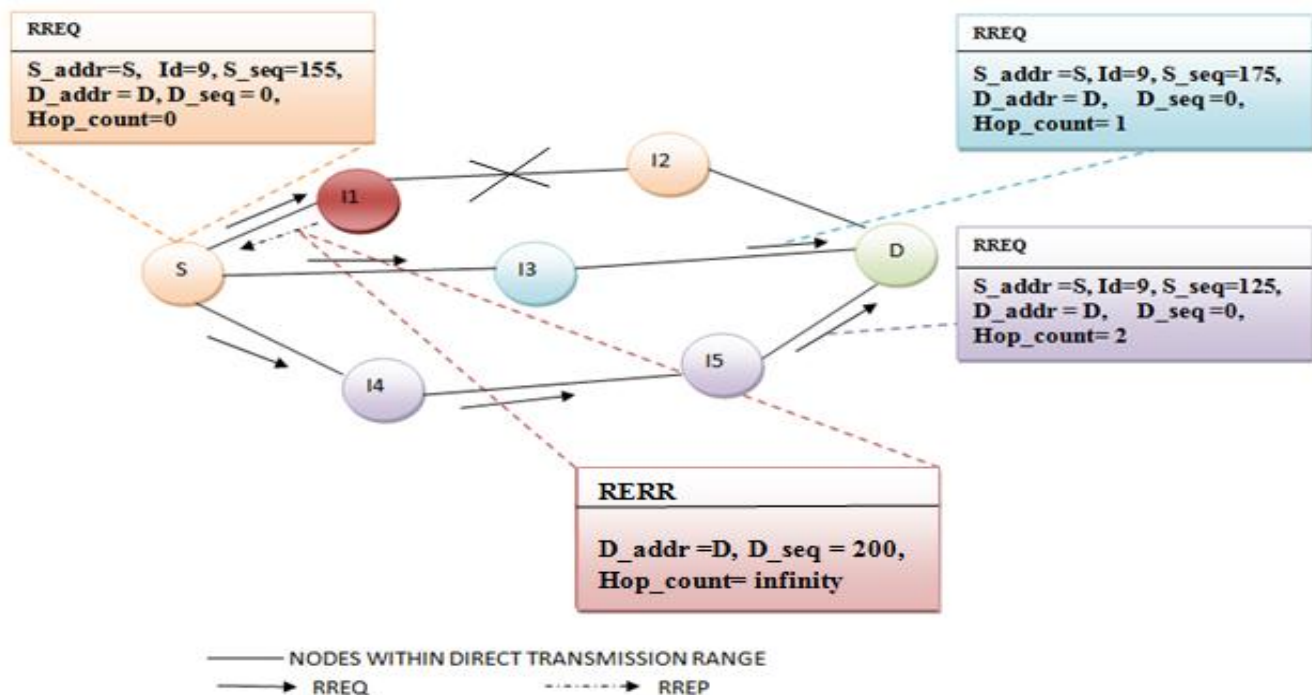 RREQ
S_addr=S, Id=9, S_seq=155,
D_addr = D, D_seq = 0,
Hop_count=0
RREQ
S_addr =S, Id=9, S_seq=175,
D_addr = D, D_seq =0,
Hop_count= 1
I1
I2
S
I3
D
I4
I5
RREQ
S_addr =S, Id=9, S_seq=125,
D_addr = D, D_seq =0,
Hop_count= 2
RERR
D_addr =D, D_seq = 200,
Hop_count= infinity
NODES WITHIN DIRECT TRANSMISSION RANGE
RREQ RREP